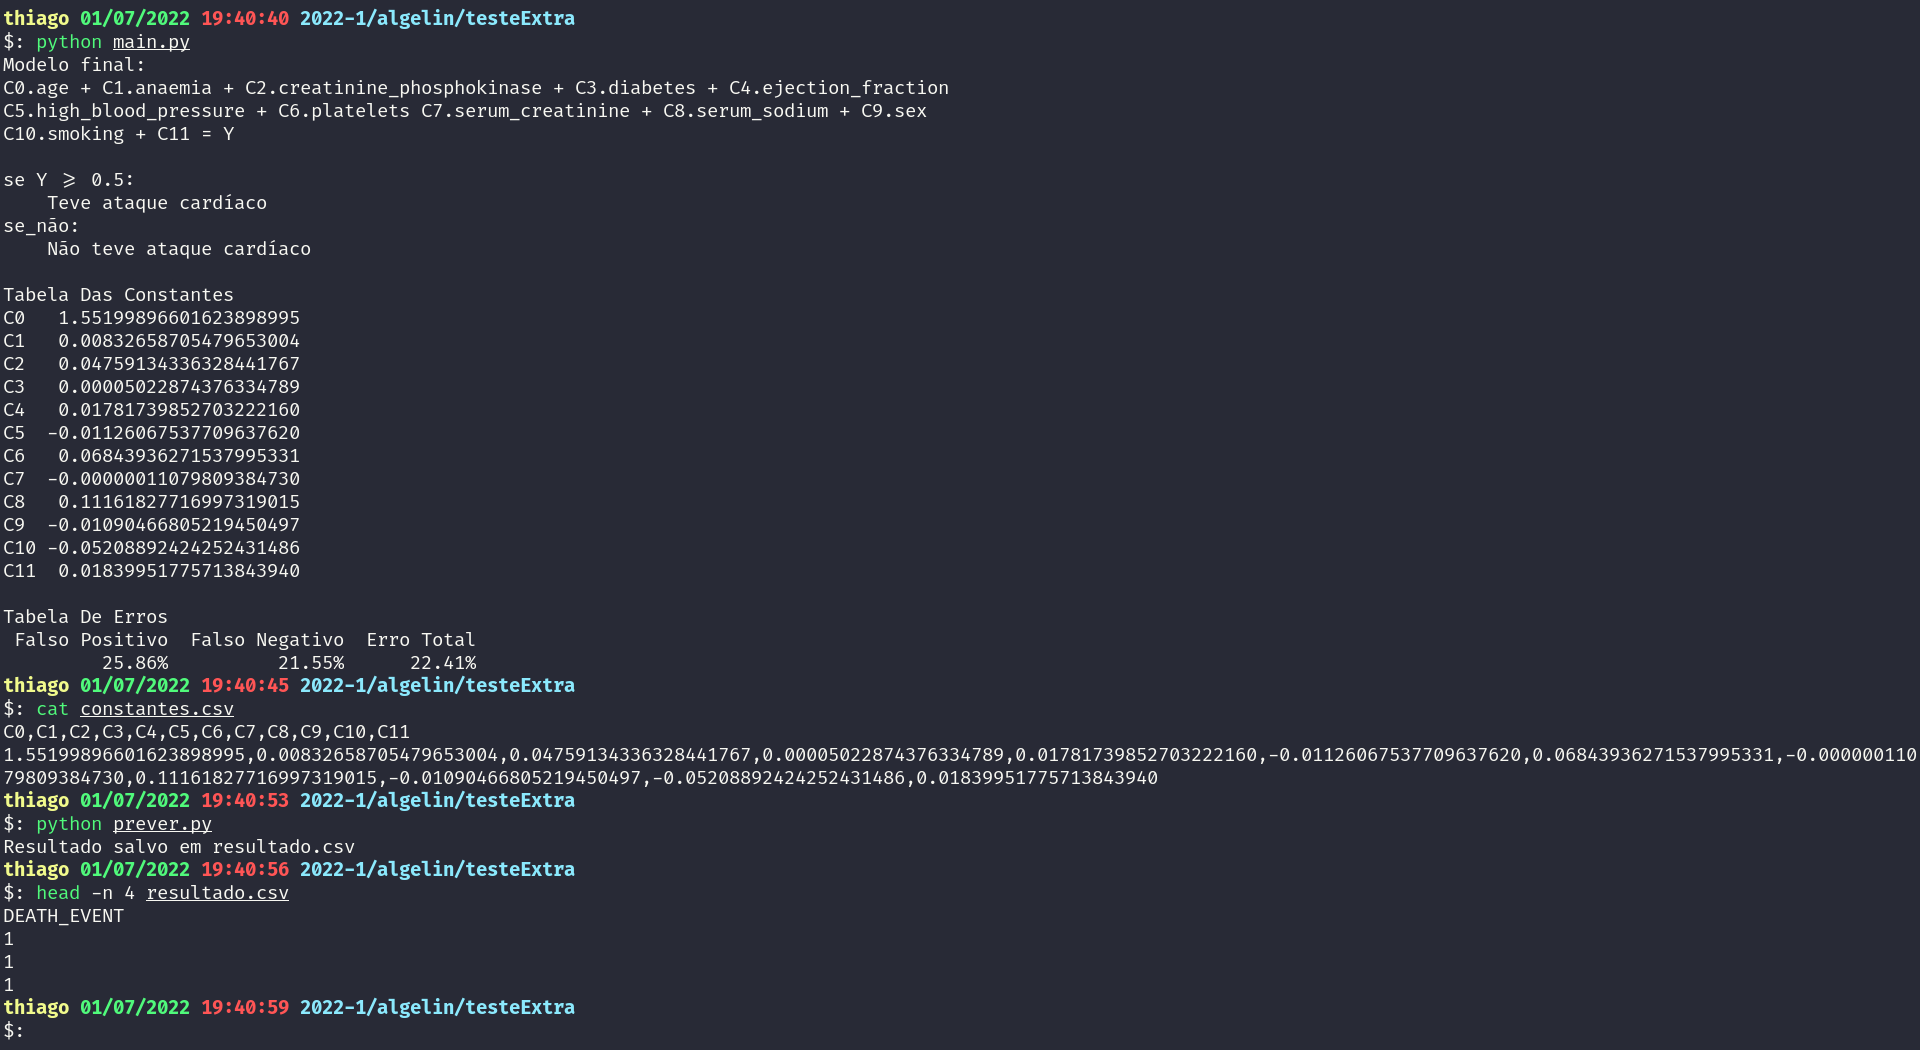 thiago 01/07/2022 19:40:40 2022-1/algelin/testeExtra
$: python main.py
Modelo final:
C0.age + C1.anaemia + C2.creatinine_phosphokinase + C3.diabetes + C4.ejection_fraction
C5.high_blood_pressure + C6.platelets C7.serum_creatinine + C8.serum_sodium + C9.sex
C10.smoking + C11 = Y

se Y ⩾ 0.5:
    Teve ataque cardíaco
se_não:
    Não teve ataque cardíaco

Tabela Das Constantes
C0   1.55199896601623898995
C1   0.00832658705479653004
C2   0.04759134336328441767
C3   0.00005022874376334789
C4   0.01781739852703222160
C5  -0.01126067537709637620
C6   0.06843936271537995331
C7  -0.00000011079809384730
C8   0.11161827716997319015
C9  -0.01090466805219450497
C10 -0.05208892424252431486
C11  0.01839951775713843940

Tabela De Erros
 Falso Positivo  Falso Negativo  Erro Total
         25.86%          21.55%      22.41%
thiago 01/07/2022 19:40:45 2022-1/algelin/testeExtra
$: cat constantes.csv
C0,C1,C2,C3,C4,C5,C6,C7,C8,C9,C10,C11
1.55199896601623898995,0.00832658705479653004,0.04759134336328441767,0.00005022874376334789,0.01781739852703222160,-0.01126067537709637620,0.06843936271537995331,-0.000000110
79809384730,0.11161827716997319015,-0.01090466805219450497,-0.05208892424252431486,0.01839951775713843940
thiago 01/07/2022 19:40:53 2022-1/algelin/testeExtra
$: python prever.py
Resultado salvo em resultado.csv
thiago 01/07/2022 19:40:56 2022-1/algelin/testeExtra
$: head -n 4 resultado.csv
DEATH_EVENT
1
1
1
thiago 01/07/2022 19:40:59 2022-1/algelin/testeExtra
$: